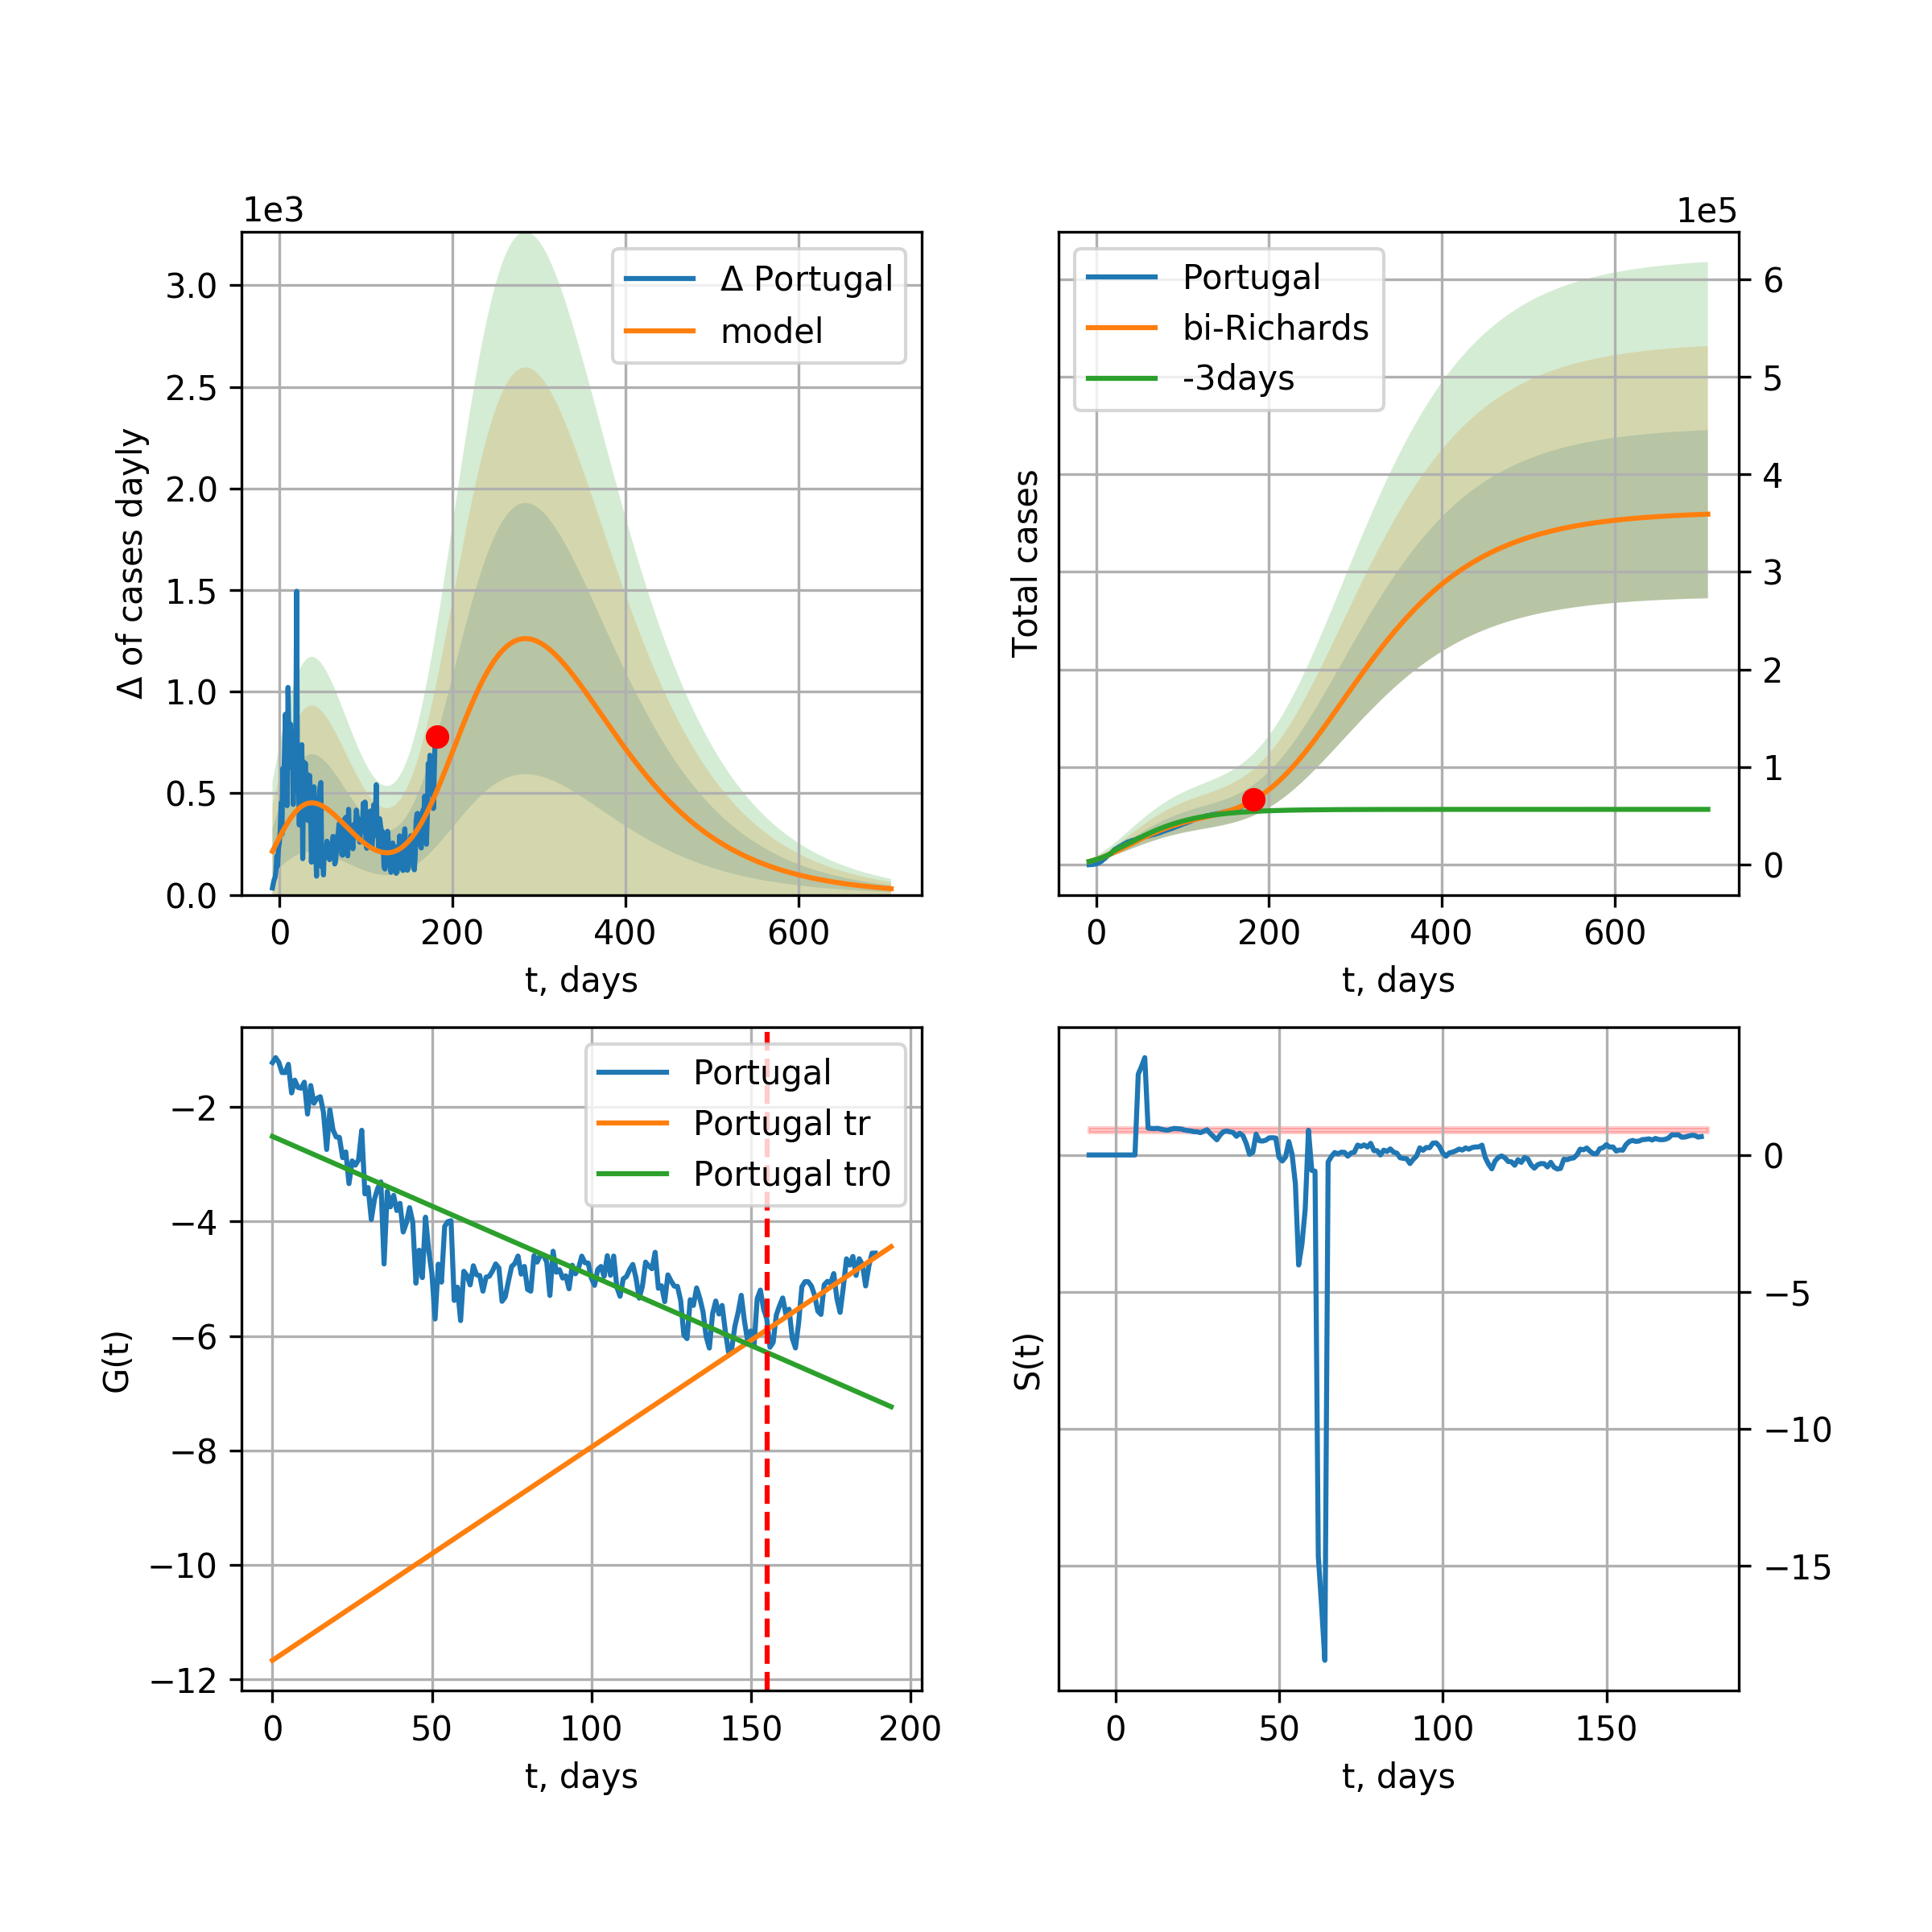 1e3
3.0
2.5
2.0
1.5
1.0
0.5
0.0
Δ of cases dayly
Δ Portugal
model
0 200 400 600
t, days
1e5
Total cases
Portugal
bi-Richards
-3days
6
5
4
3
2
1
0
0 200 400 600
t, days
G(t)
−2
−4
−6
−8
−10
−12
Portugal
Portugal tr
Portugal tr0
0 50 100 150 200
t, days
S(t)
0
−5
−10
−15
0 50 100 150
t, days